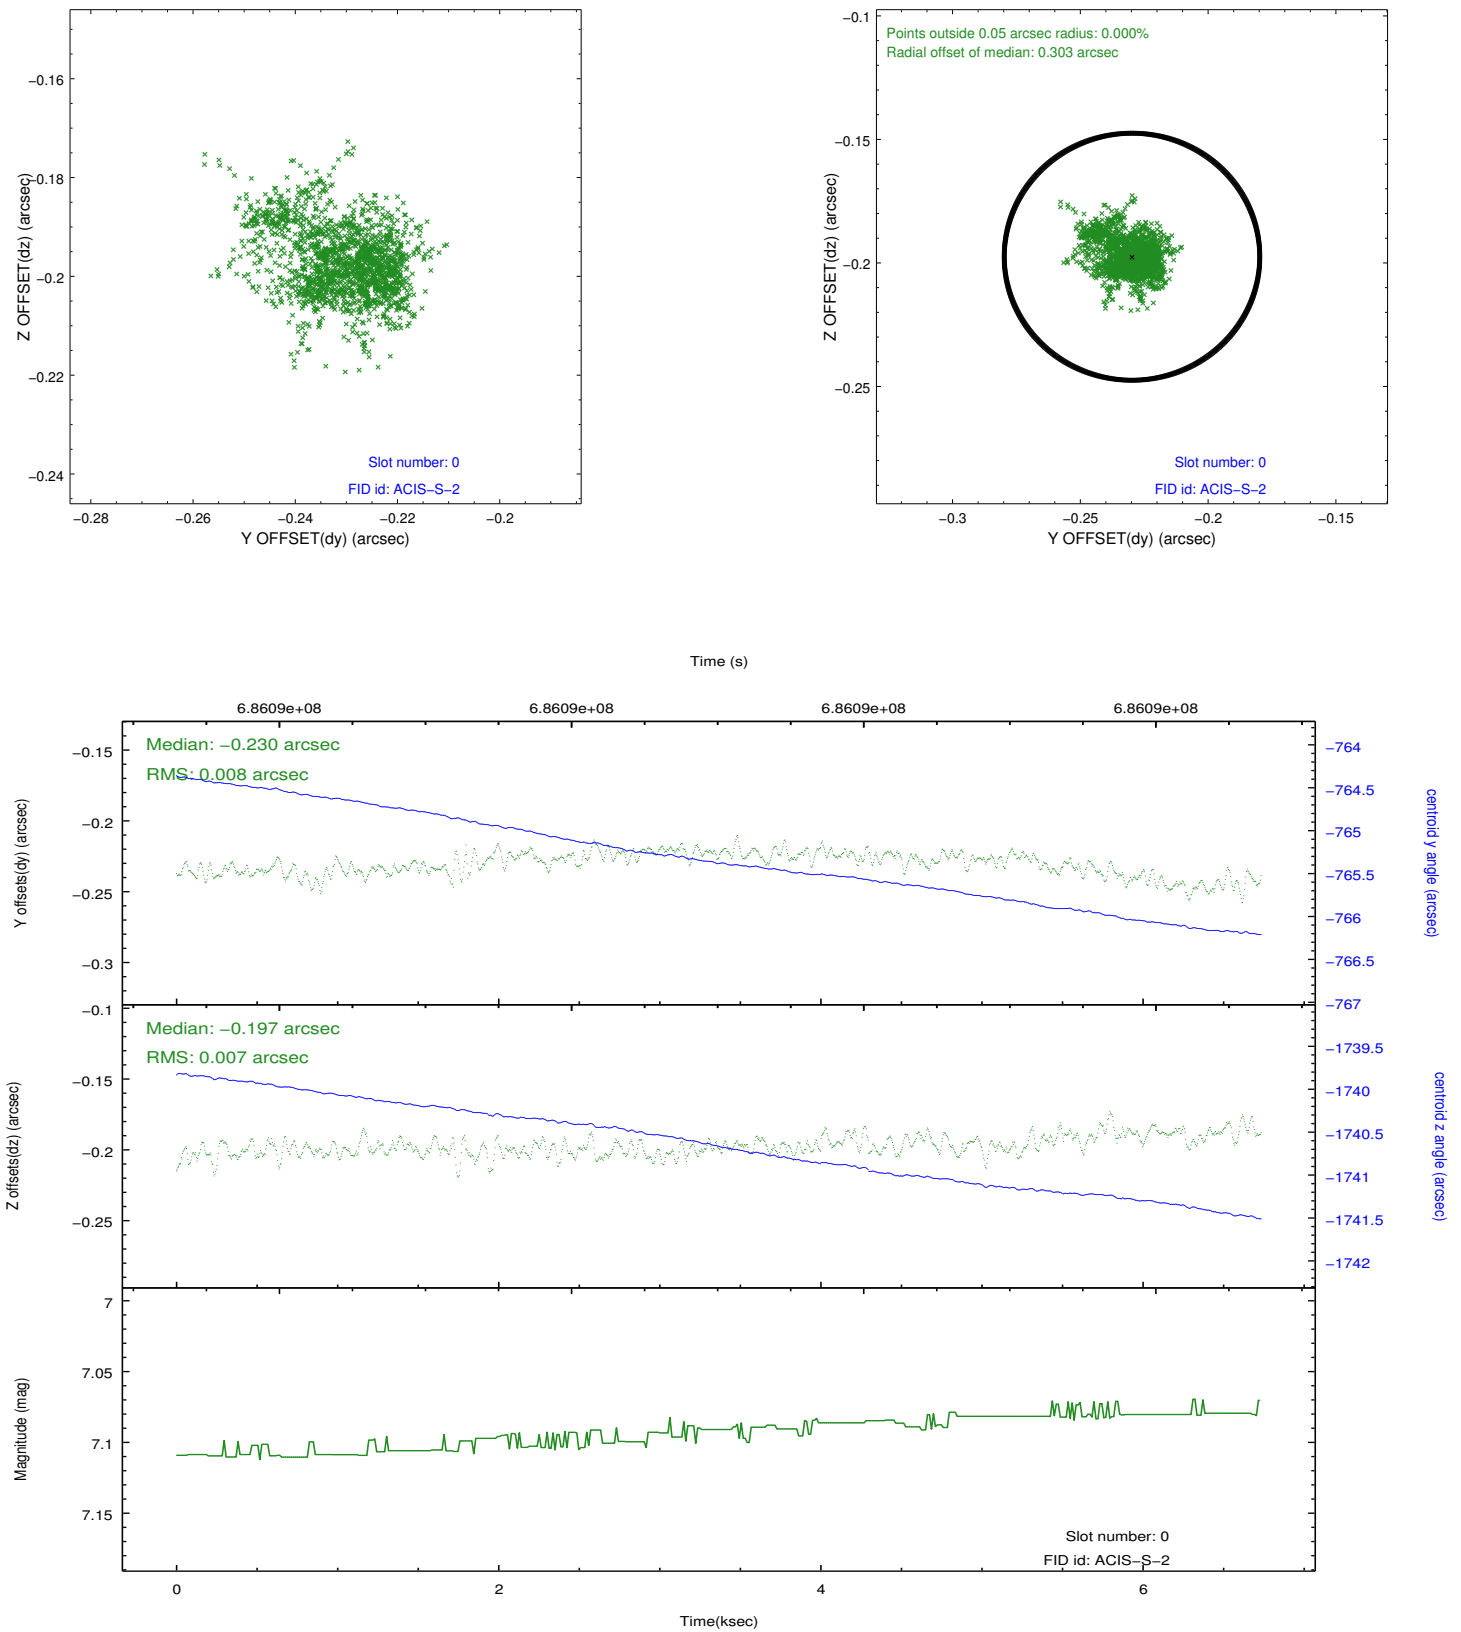 −0.16
−0.18
−0.2
−0.22
−0.24
Z OFFSET(dz) (arcsec)
Slot number: 0
FID id: ACIS−S−2
−0.28 −0.26 −0.24 −0.22 −0.2
Y OFFSET(dy) (arcsec)
Points outside 0.05 arcsec radius: 0.000%
Radial offset of median: 0.303 arcsec
−0.1
−0.15
−0.2
−0.25
Z OFFSET(dz) (arcsec)
Slot number: 0
FID id: ACIS−S−2
−0.3 −0.25 −0.2 −0.15
Y OFFSET(dy) (arcsec)
Time (s)
6.8609e+08 6.8609e+08 6.8609e+08 6.8609e+08
Median: −0.230 arcsec
RMS: 0.008 arcsec
−0.15
−0.2
−0.25
−0.3
Y offsets(dy) (arcsec)
−764
−764.5
−765
−765.5
−766
−766.5
−767
centroid y angle (arcsec)
Median: −0.197 arcsec
RMS: 0.007 arcsec
−0.1
−0.15
−0.2
−0.25
Z offsets(dz) (arcsec)
−1739.5
−1740
−1740.5
−1741
−1741.5
−1742
centroid z angle (arcsec)
7
7.05
7.1
7.15
Magnitude (mag)
Slot number: 0
FID id: ACIS−S−2
0 2 4 6
Time(ksec)